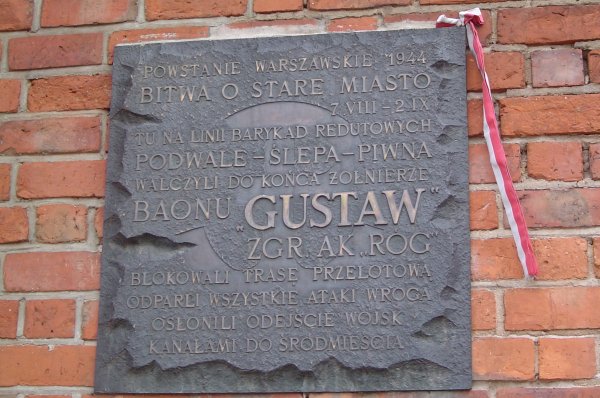 POWSTANIE WARSZAWSKIE 1944
BITWA O STARE MIASTO
7.VIII-2.IX
TU NA LINII BARYKAD REDUTOWYCH
PODWALE-ŚLEPA-PIWNA
WALCZYLI DO KOŃCA ŻOŁNIERZE
BAONU „GUSTAW"
ZGR. AK „RÓG"
BLOKOWALI TRASĘ PRZELOTOWĄ
ODPARLI WSZYSTKIE ATAKI WROGA
OSŁONILI ODEJŚCIE WOJSK
KANAŁAMI DO ŚRÓDMIEŚCIA